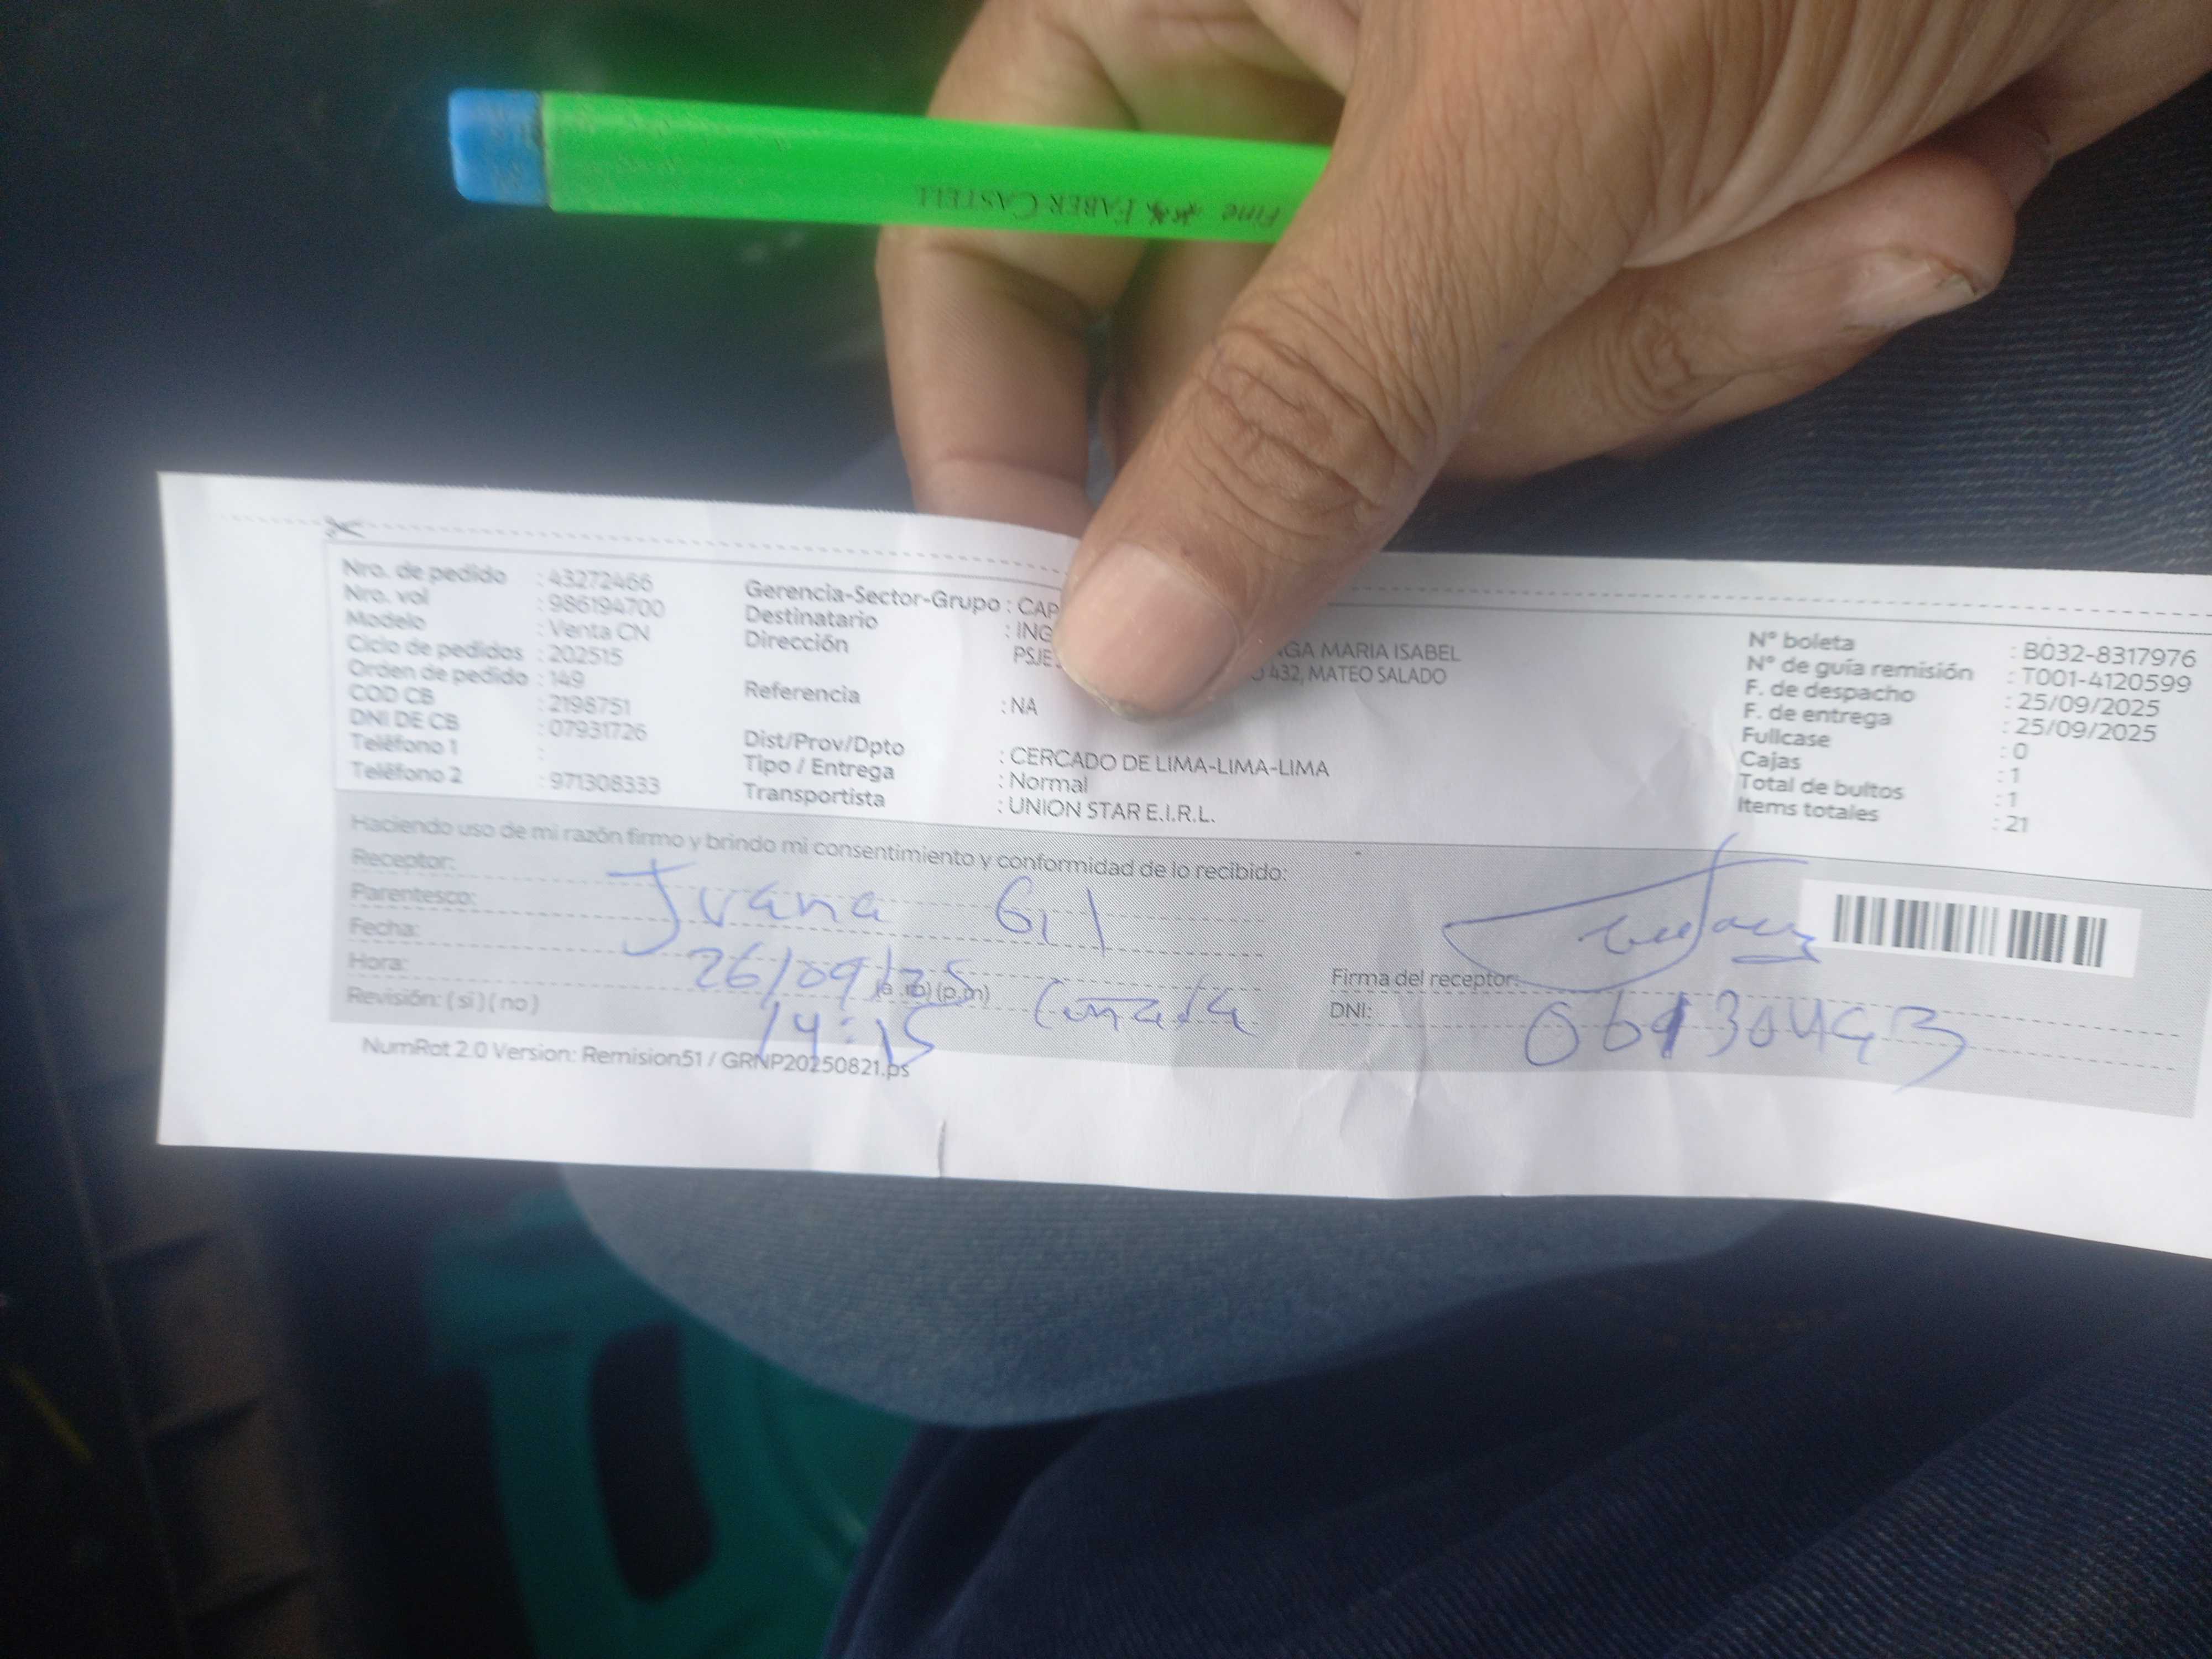 Fine FABER CASTELL
Nro. de pedido : 43272466
Nro. vol : 986194700
Modelo : Venta CN
Ciclo de pedidos : 202515
Orden de pedido : 149
COD CB : 2198751
DNI DE CB : 07931726
Teléfono 1 :
Teléfono 2 : 971308333
Gerencia-Sector-Grupo : CAP
Destinatario : ING GA MARIA ISABEL
Dirección PSJE 432, MATEO SALADO
Referencia : NA
Dist/Prov/Dpto : CERCADO DE LIMA-LIMA-LIMA
Tipo / Entrega : Normal
Transportista : UNION STAR E.I.R.L.
N° boleta : B032-8317976
N° de guía remisión : T001-4120599
F. de despacho : 25/09/2025
F. de entrega : 25/09/2025
Fullcase : 0
Cajas : 1
Total de bultos : 1
Items totales : 21
Haciendo uso de mi razón firmo y brindo mi consentimiento y conformidad de lo recibido:
Receptor: Juana Gil
Parentesco:
Fecha: 26/09/25
Hora: (a.m) (p.m)
14:15
Revisión: ( si ) ( no )
Firma del receptor:
DNI:
NumRot 2.0 Version: Remision51 / GRNP20250821.ps